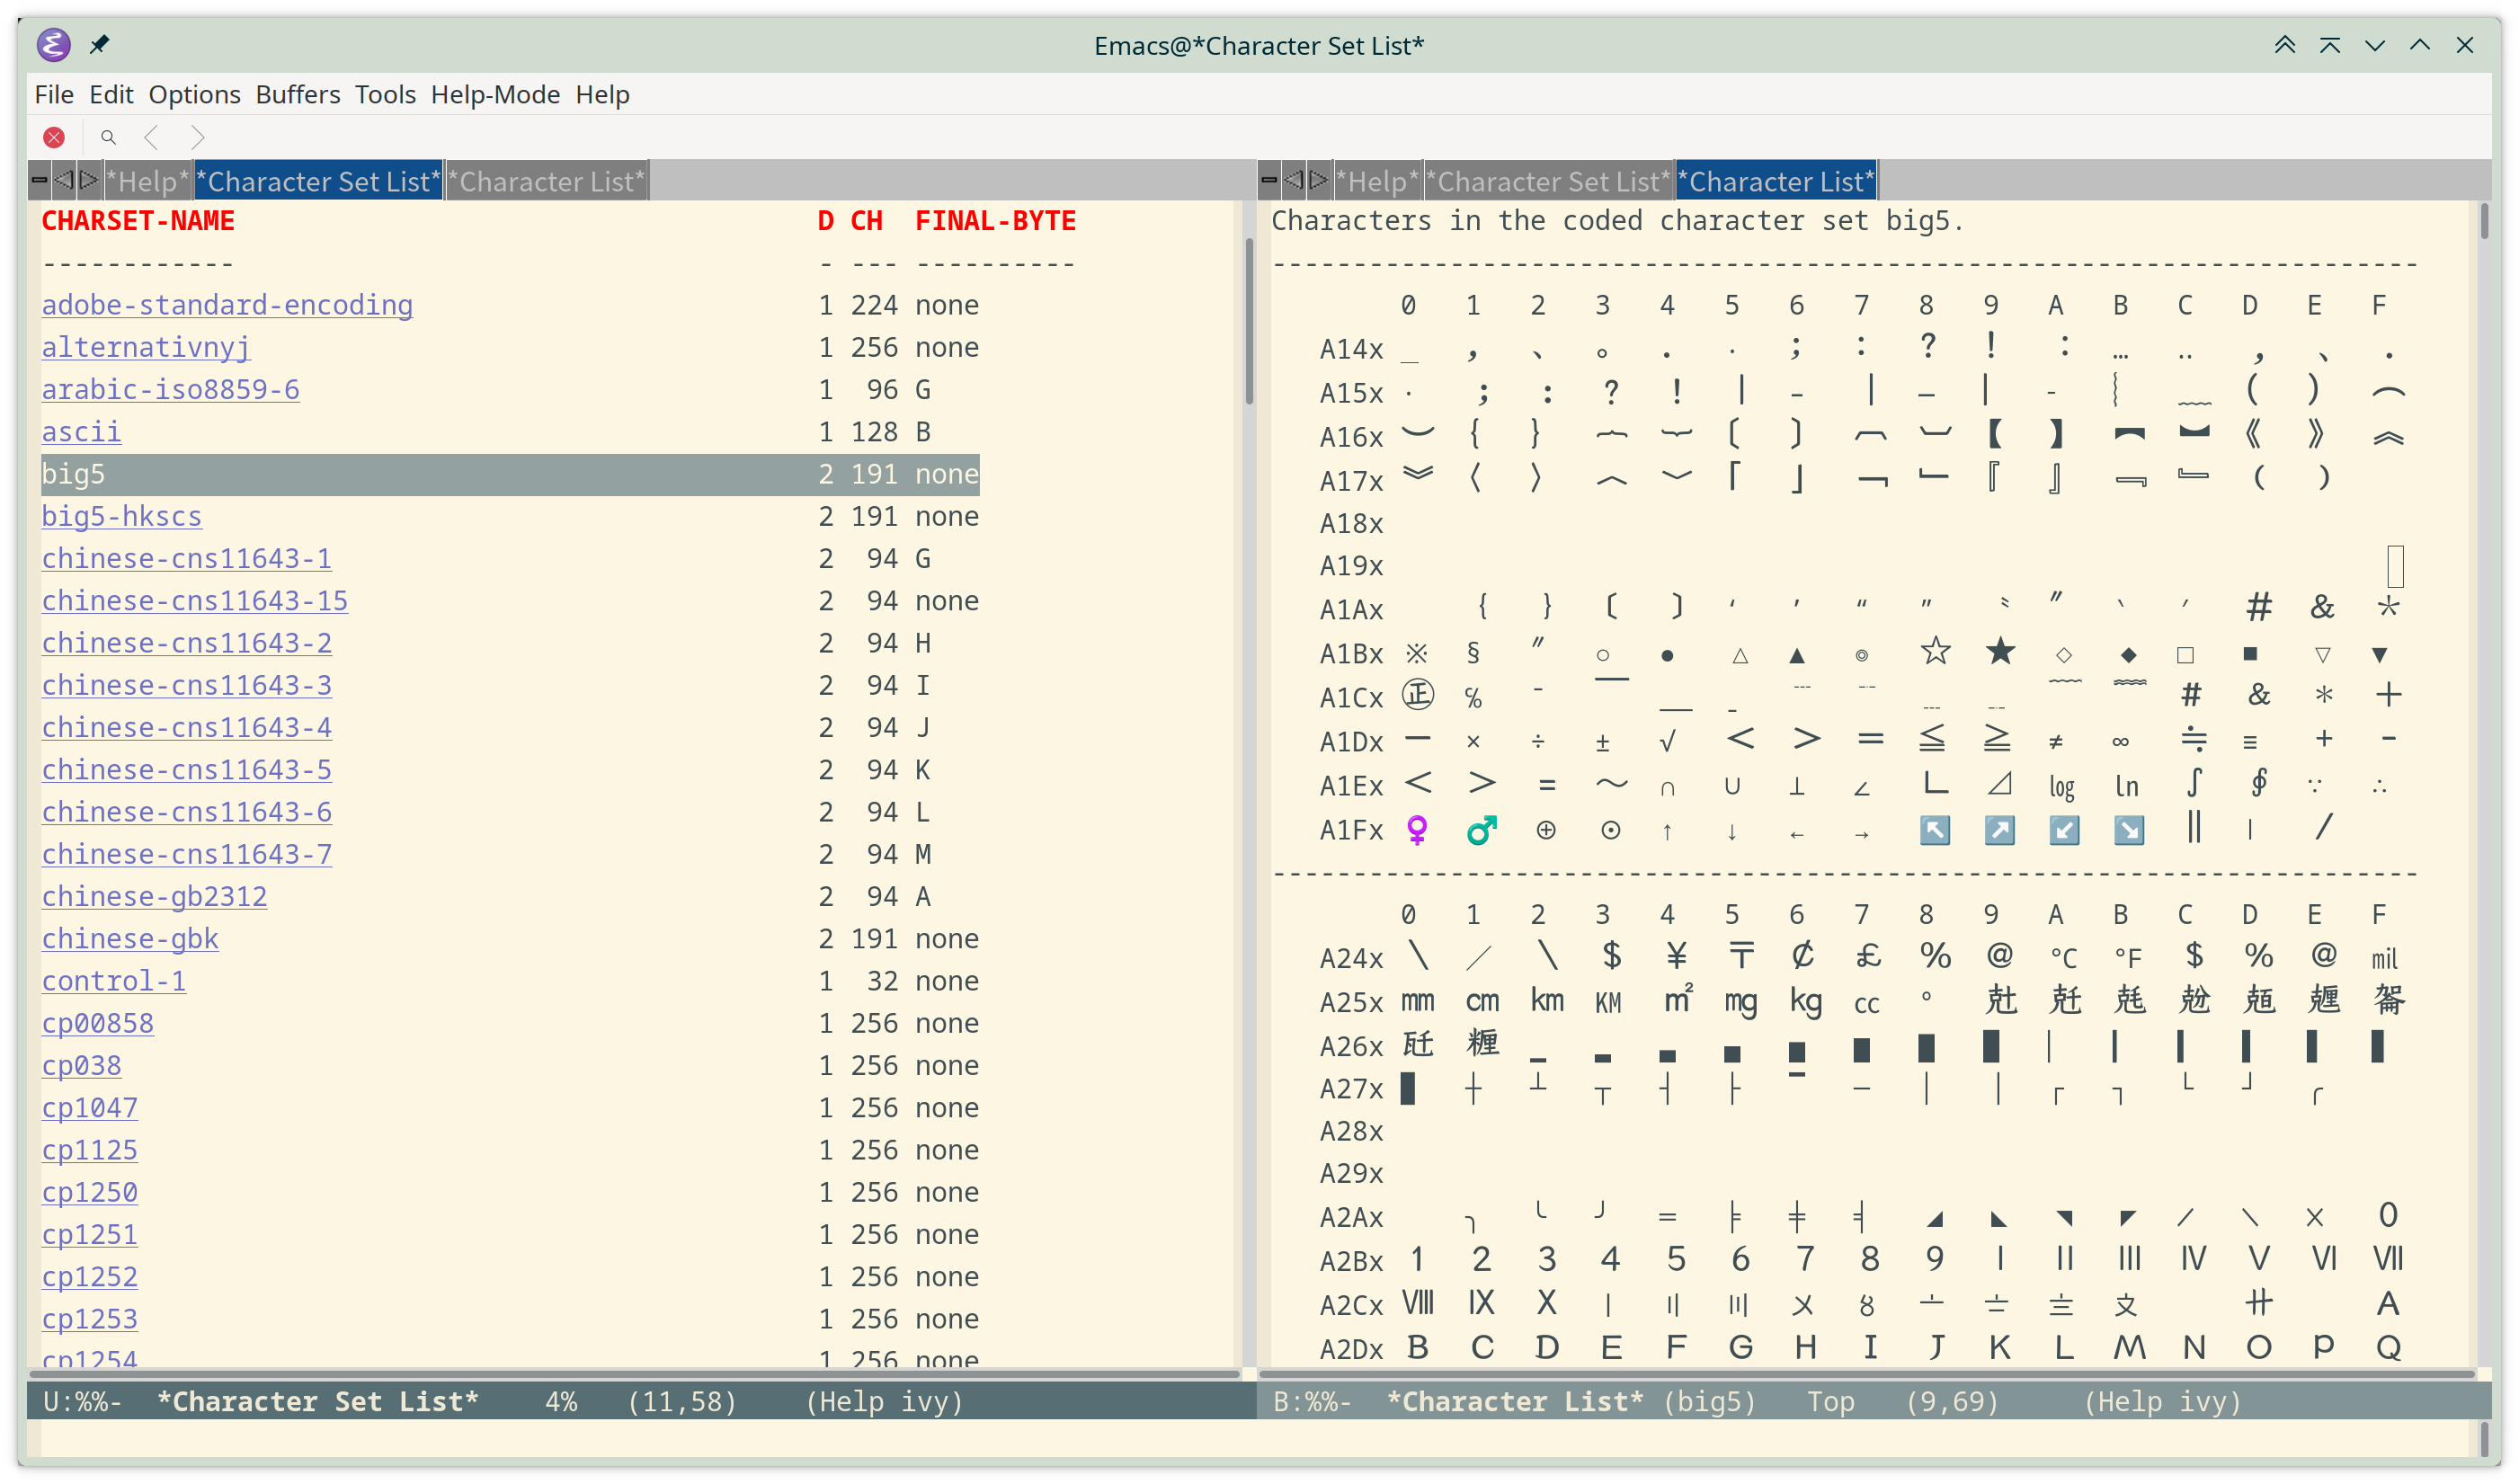 Emacs@*Character Set List*
File Edit Options Buffers Tools Help-Mode Help
*Help* *Character Set List* *Character List*
CHARSET-NAME D CH FINAL-BYTE
------------ - --- ----------
adobe-standard-encoding 1 224 none
alternativnyj 1 256 none
arabic-iso8859-6 1 96 G
ascii 1 128 B
big5 2 191 none
big5-hkscs 2 191 none
chinese-cns11643-1 2 94 G
chinese-cns11643-15 2 94 none
chinese-cns11643-2 2 94 H
chinese-cns11643-3 2 94 I
chinese-cns11643-4 2 94 J
chinese-cns11643-5 2 94 K
chinese-cns11643-6 2 94 L
chinese-cns11643-7 2 94 M
chinese-gb2312 2 94 A
chinese-gbk 2 191 none
control-1 1 32 none
cp00858 1 256 none
cp038 1 256 none
cp1047 1 256 none
cp1125 1 256 none
cp1250 1 256 none
cp1251 1 256 none
cp1252 1 256 none
cp1253 1 256 none
cp1254 1 256 none
U:%%- *Character Set List* 4% (11,58) (Help ivy)
*Help* *Character Set List* *Character List*
Characters in the coded character set big5.
-----------------------------------------------------------------------
0 1 2 3 4 5 6 7 8 9 A B C D E F
A14x _ , 、 。 . ‧ ; : ? ! ︰ … ‥ ﹐ ﹑ ﹒
A15x · ﹔ ﹕ ﹖ ﹗ | – ︱ — ︳ ╴ ︴ ﹏ ( ) ︵
A16x ︶ { } ︷ ︸ 〔 〕 ︹ ︺ 【 】 ︻ ︼ 《 》 ︽
A17x ︾ 〈 〉 ︿ ﹀ 「 」 ﹁ ﹂ 『 』 ﹃ ﹄ ﹙ ﹚
A18x
A19x
A1Ax ﹛ ﹜ ﹝ ﹞ ‘ ’ “ ” 〝 〞 ‵ ′ # & *
A1Bx ※ § 〃 ○ ● △ ▲ ◎ ☆ ★ ◇ ◆ □ ■ ▽ ▼
A1Cx ㊣ ℅ ¯ ̄ _ ˍ ﹉ ﹊ ﹍ ﹎ ﹋ ﹌ ﹟ ﹠ ﹡ +
A1Dx - × ÷ ± √ < > = ≦ ≧ ≠ ∞ ≒ ≡ ﹢ ﹣
A1Ex ﹤ ﹥ ﹦ ~ ∩ ∪ ⊥ ∠ ∟ ⊿ ㏒ ㏑ ∫ ∮ ∵ ∴
A1Fx ♀ ♂ ⊕ ⊙ ↑ ↓ ← → ↖ ↗ ↙ ↘ ‖ ∣ /
-----------------------------------------------------------------------
0 1 2 3 4 5 6 7 8 9 A B C D E F
A24x \ ∕ ﹨ $ ¥ 〒 ¢ £ % @ ℃ ℉ ﹩ ﹪ ﹫ ㏕
A25x ㎜ ㎝ ㎞ ㏎ ㎡ ㎎ ㎏ ㏄ ° 兙 兛 兞 兝 兡 兣 嗧
A26x 瓩 糎 ▁ ▂ ▃ ▄ ▅ ▆ ▇ █ ▏ ▎ ▍ ▌ ▋ ▊
A27x ▉ ┼ ┴ ┬ ┤ ├ ▔ ─ │ ▕ ┌ ┐ └ ┘ ╭
A28x
A29x
A2Ax ╮ ╰ ╯ ═ ╞ ╪ ╡ ◢ ◣ ◥ ◤ ╱ ╲ ╳ 0
A2Bx 1 2 3 4 5 6 7 8 9 Ⅰ Ⅱ Ⅲ Ⅳ Ⅴ Ⅵ Ⅶ
A2Cx Ⅷ Ⅸ Ⅹ 〡 〢 〣 〤 〥 〦 〧 〨 〩 卄 A
A2Dx B C D E F G H I J K L M N O P Q
B:%%- *Character List* (big5) Top (9,69) (Help ivy)